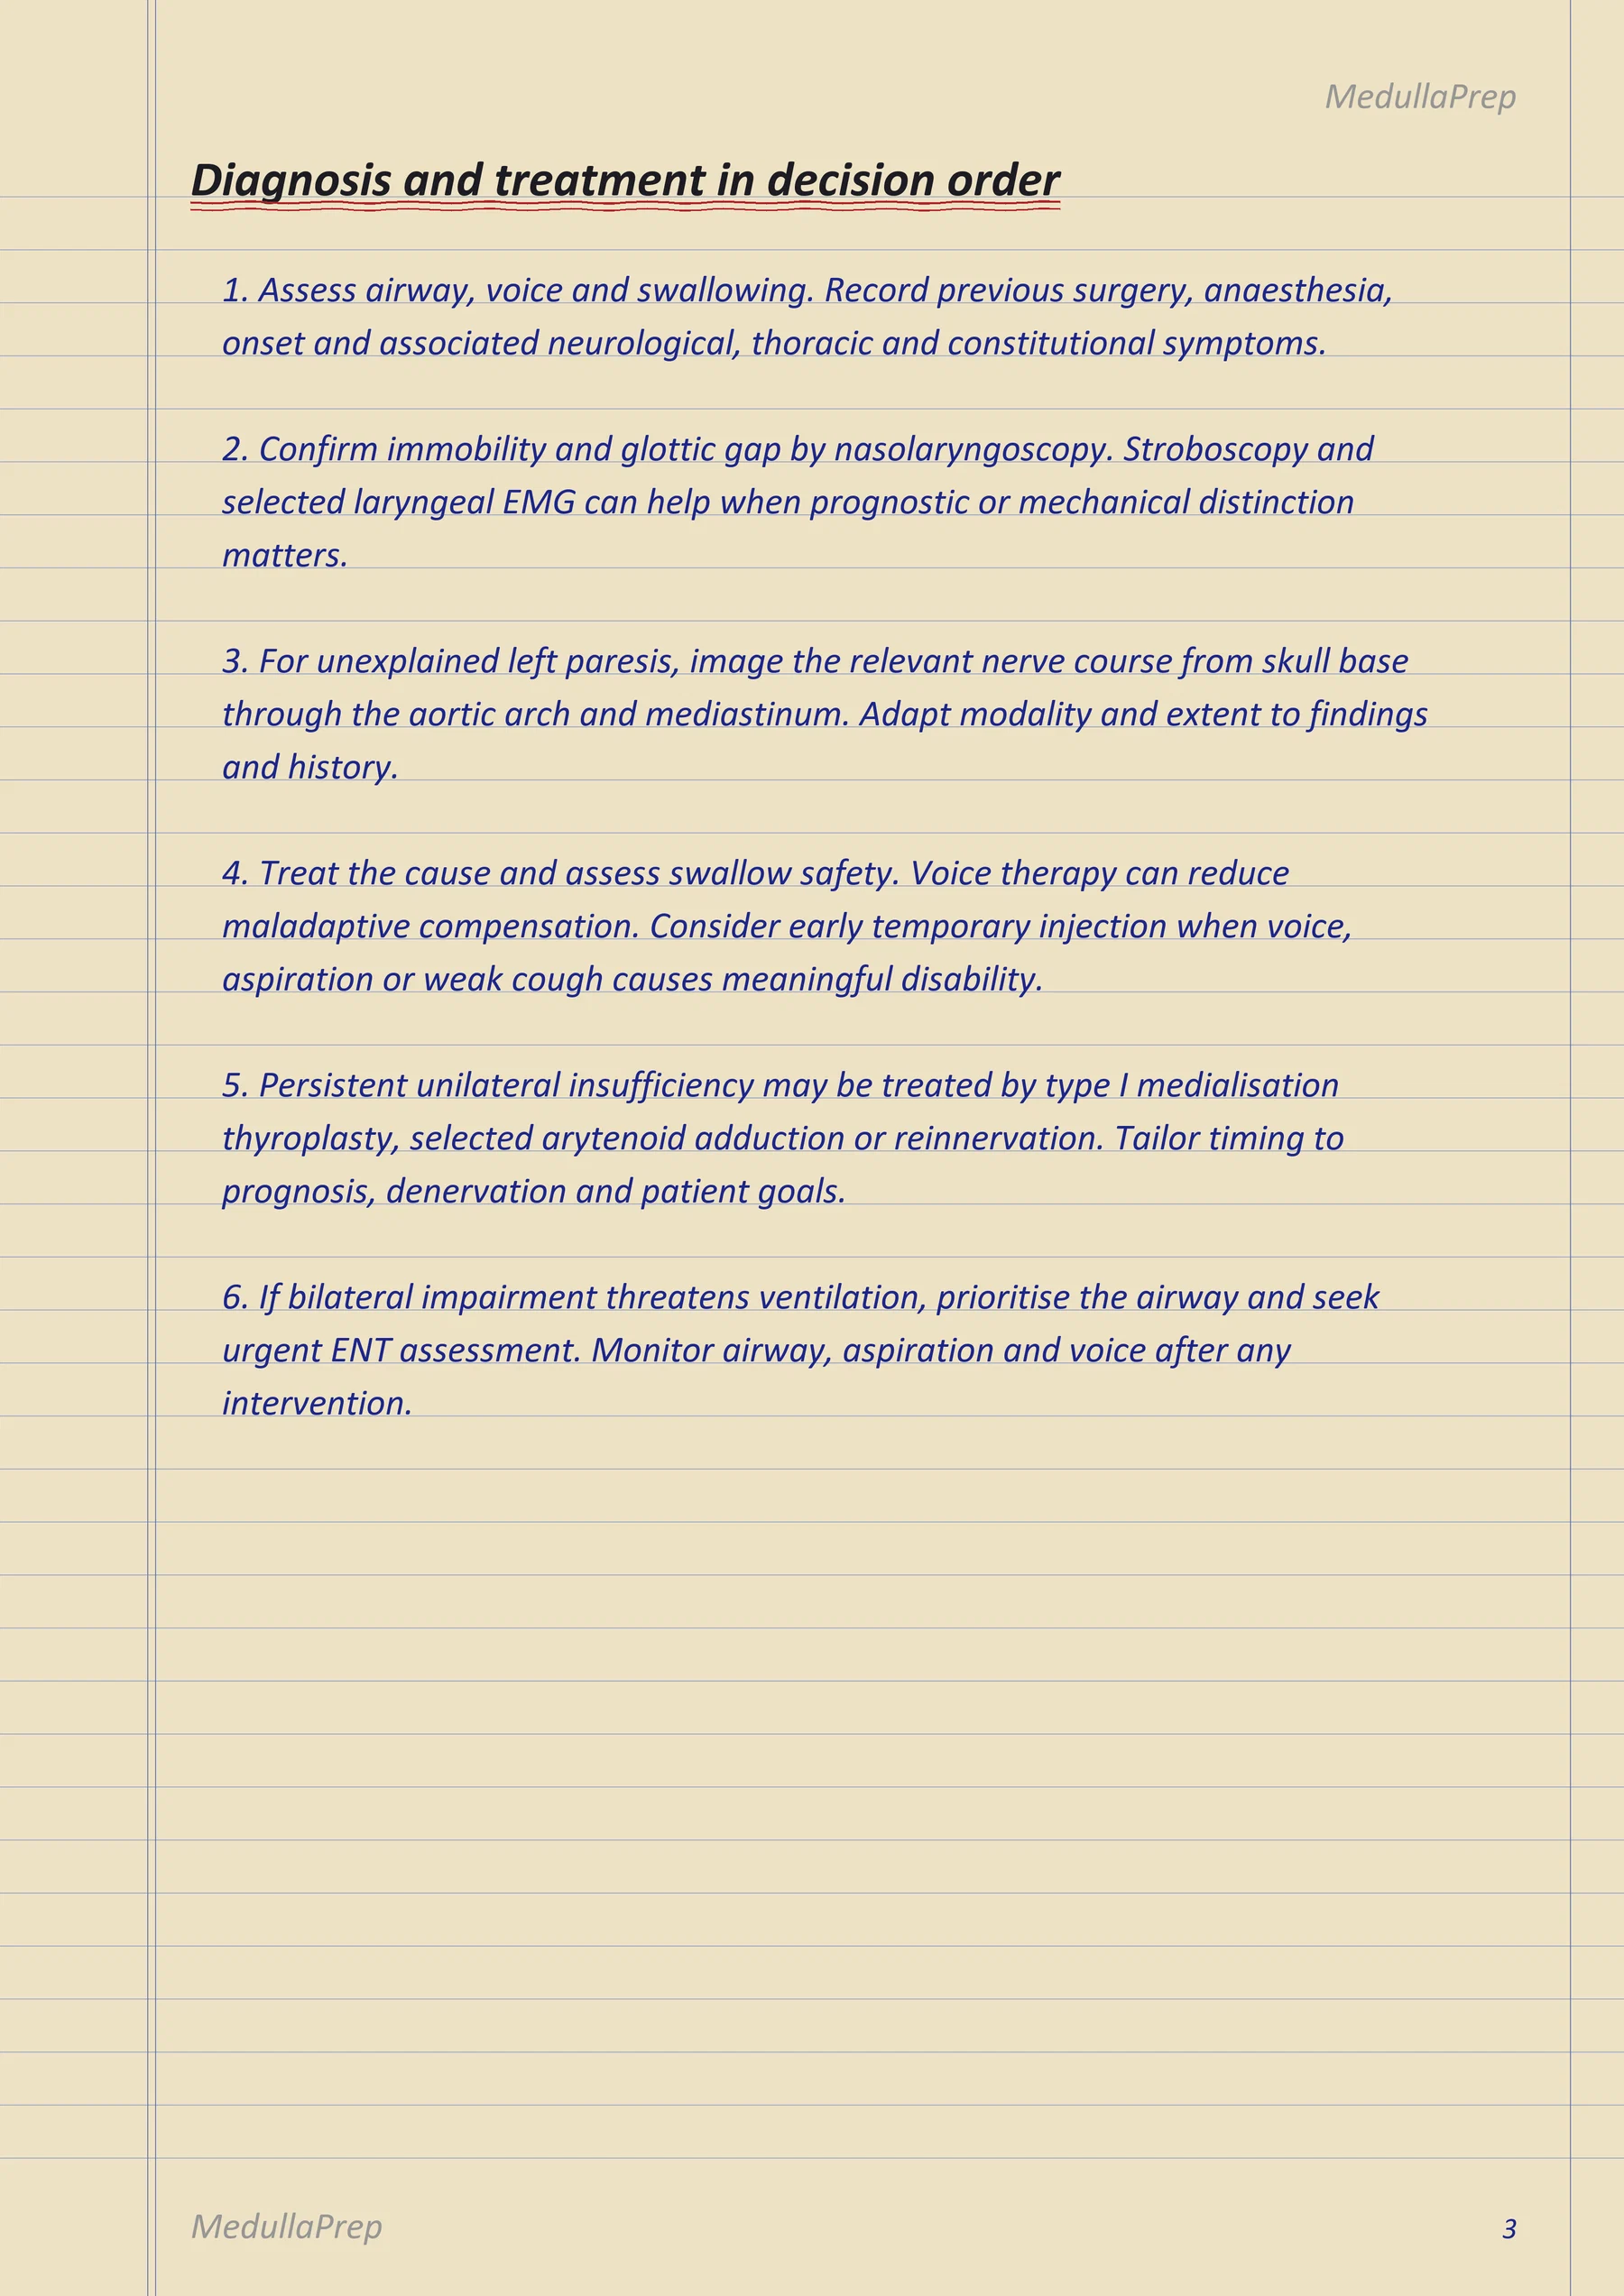 MedullaPrep
Diagnosis and treatment in decision order
1. Assess airway, voice and swallowing. Record previous surgery, anaesthesia,
onset and associated neurological, thoracic and constitutional symptoms.
2. Confirm immobility and glottic gap by nasolaryngoscopy. Stroboscopy and
selected laryngeal EMG can help when prognostic or mechanical distinction
matters.
3. For unexplained left paresis, image the relevant nerve course from skull base
through the aortic arch and mediastinum. Adapt modality and extent to findings
and history.
4. Treat the cause and assess swallow safety. Voice therapy can reduce
maladaptive compensation. Consider early temporary injection when voice,
aspiration or weak cough causes meaningful disability.
5. Persistent unilateral insufficiency may be treated by type I medialisation
thyroplasty, selected arytenoid adduction or reinnervation. Tailor timing to
prognosis, denervation and patient goals.
6. If bilateral impairment threatens ventilation, prioritise the airway and seek
urgent ENT assessment. Monitor airway, aspiration and voice after any
intervention.
MedullaPrep
3